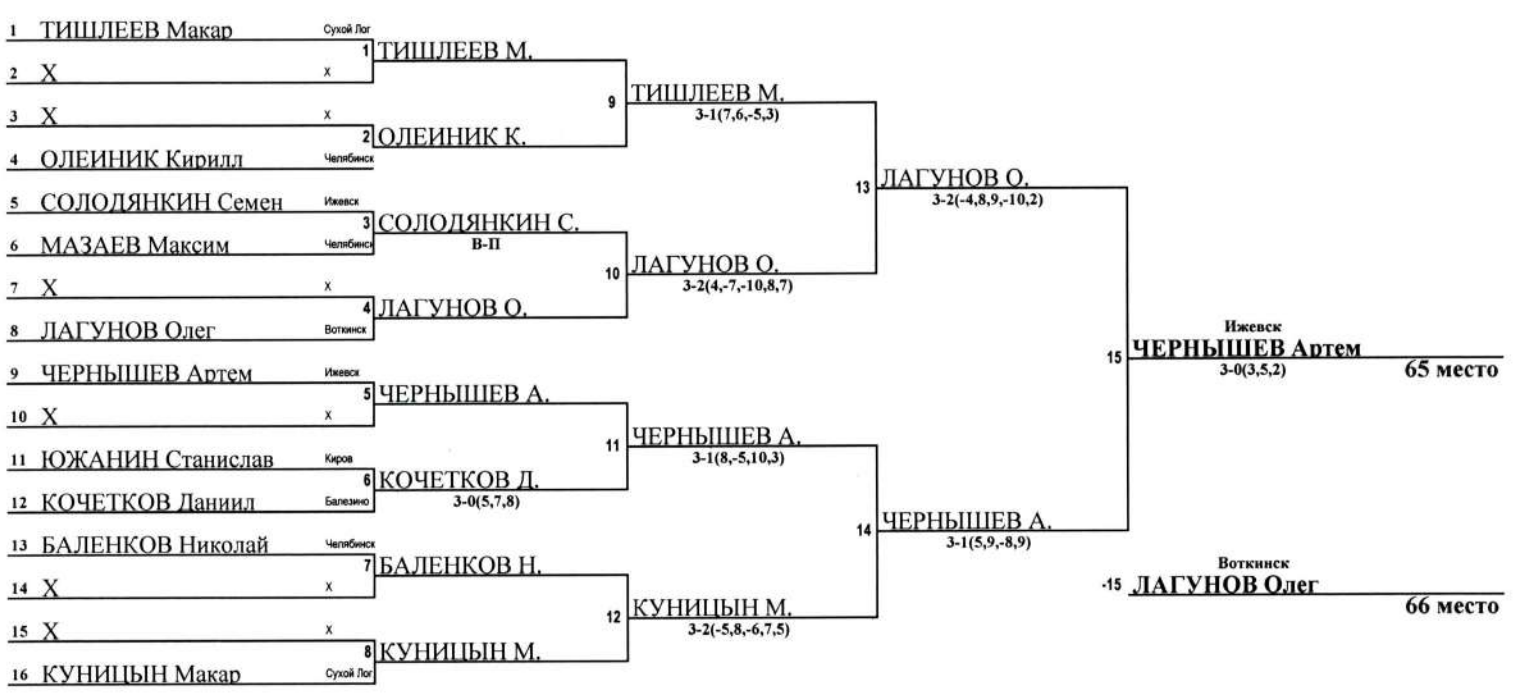 1 ТИШЛЕЕВ Макар Сухой Лог
1 ТИШЛЕЕВ М.
2 X X
9 ТИШЛЕЕВ М.
3-1(7,6,-5,3)
3 X X
2 ОЛЕИНИК К.
4 ОЛЕИНИК Кирилл Челябинск
13 ЛАГУНОВ О.
3-2(-4,8,9,-10,2)
5 СОЛОДЯНКИН Семен Ижевск
3 СОЛОДЯНКИН С.
В-П
6 МАЗАЕВ Максим Челябинск
10 ЛАГУНОВ О.
3-2(4,-7,-10,8,7)
7 X X
4 ЛАГУНОВ О.
8 ЛАГУНОВ Олег Воткинск
Ижевск
15 ЧЕРНЫШЕВ Артем
3-0(3,5,2) 65 место
9 ЧЕРНЫШЕВ Артем Ижевск
5 ЧЕРНЫШЕВ А.
10 X X
11 ЧЕРНЫШЕВ А.
3-1(8,-5,10,3)
11 ЮЖАНИН Станислав Киров
6 КОЧЕТКОВ Д.
3-0(5,7,8)
12 КОЧЕТКОВ Даниил Балезино
14 ЧЕРНЫШЕВ А.
3-1(5,9,-8,9)
13 БАЛЕНКОВ Николай Челябинск
7 БАЛЕНКОВ Н.
14 X X
Воткинск
-15 ЛАГУНОВ Олег
66 место
12 КУНИЦЫН М.
3-2(-5,8,-6,7,5)
15 X X
8 КУНИЦЫН М.
16 КУНИЦЫН Макар Сухой Лог